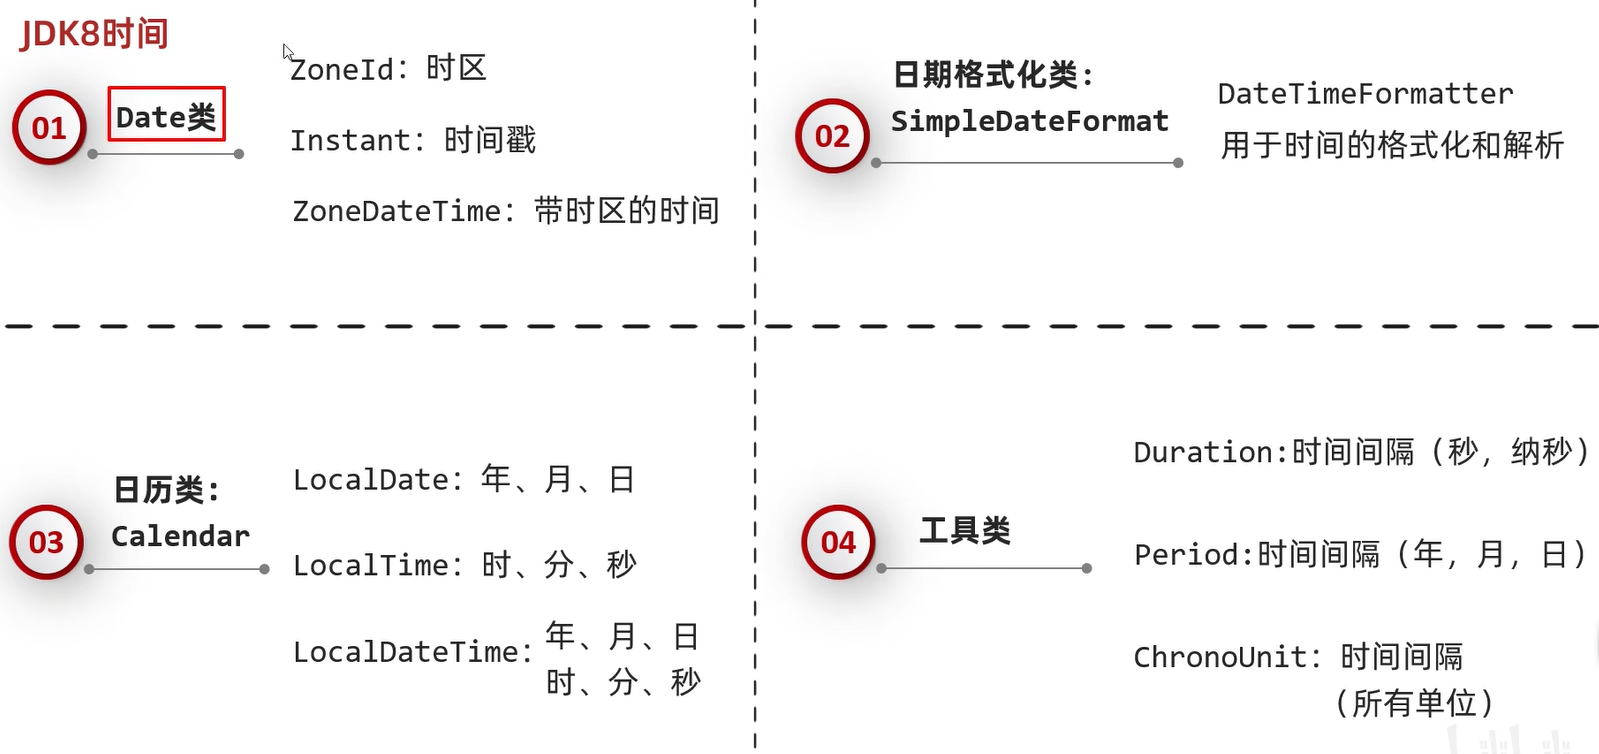 JDK8时间
01
Date类
ZoneId：时区
Instant：时间戳
ZoneDateTime：带时区的时间
02
日期格式化类：
SimpleDateFormat
DateTimeFormatter
用于时间的格式化和解析
03
日历类：
Calendar
LocalDate：年、月、日
LocalTime：时、分、秒
LocalDateTime：年、月、日
时、分、秒
04
工具类
Duration:时间间隔（秒，纳秒）
Period:时间间隔（年，月，日）
ChronoUnit：时间间隔
（所有单位）